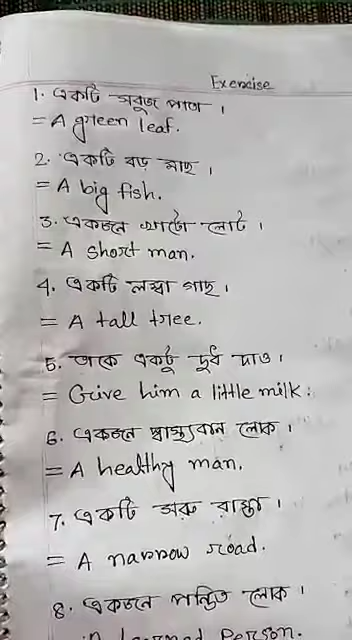 Exercise
1. একটি সবুজ পাতা ।
= A green leaf.
2. একটি বড় মাছ ।
= A big fish.
3. একজন খাটো লোক ।
= A short man.
4. একটি লম্বা গাছ ।
= A tall tree.
5. তাকে একটু দুধ দাও ।
= Give him a little milk.
6. একজন স্বাস্থ্যবান লোক ।
= A healthy man.
7. একটি সরু রাস্তা ।
= A narrow road.
8. একজন পন্ডিত লোক ।
A learned Person.